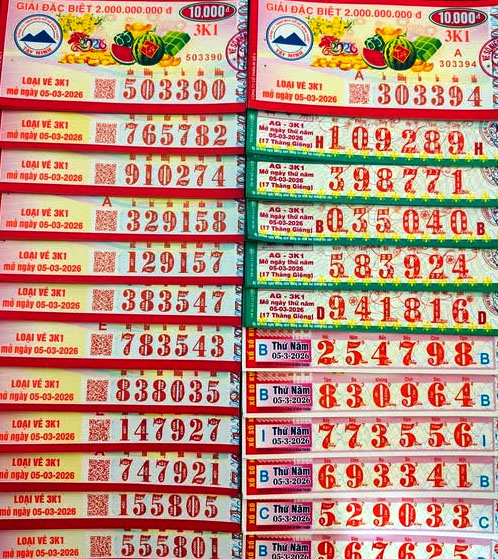 GIẢI ĐẶC BIỆT 2.000.000.000 đ
10.000đ
TÂY NINH
2026
3K1
503390
LOẠI VÉ 3K1
mở ngày 05-03-2026
503390
LOẠI VÉ 3K1
mở ngày 05-03-2026
765782
LOẠI VÉ 3K1
mở ngày 05-03-2026
910274
A
LOẠI VÉ 3K1
mở ngày 05-03-2026
329158
LOẠI VÉ 3K1
mở ngày 05-03-2026
129157
LOẠI VÉ 3K1
mở ngày 05-03-2026
383547
E
LOẠI VÉ 3K1
mở ngày 05-03-2026
783543
LOẠI VÉ 3K1
mở ngày 05-03-2026
838035
LOẠI VÉ 3K1
mở ngày 05-03-2026
147927
LOẠI VÉ 3K1
mở ngày 05-03-2026
747921
LOẠI VÉ 3K1
mở ngày 05-03-2026
155805
LOẠI VÉ 3K1
mở ngày 05-03-2026
555801
GIẢI ĐẶC BIỆT 2.000.000.000 đ
10.000đ
TÂY NINH
2026
3K1
A
303394
LOẠI VÉ 3K1
mở ngày 05-03-2026
A
303394
AG - 3K1
Mở ngày thứ năm
05-03-2026
(17 Tháng Giêng)
H 109289 H
AG - 3K1
Mở ngày thứ năm
05-03-2026
(17 Tháng Giêng)
398771
AG - 3K1
Mở ngày thứ năm
05-03-2026
(17 Tháng Giêng)
B 035040 B
AG - 3K1
Mở ngày thứ năm
05-03-2026
(17 Tháng Giêng)
583924
AG - 3K1
Mở ngày thứ năm
05-03-2026
(17 Tháng Giêng)
D 941816 D
B Thứ Năm
05-3-2026
254798 B
B Thứ Năm
05-3-2026
830964 B
I Thứ Năm
05-3-2026
773356 I
B Thứ Năm
05-3-2026
693341 B
C Thứ Năm
05-3-2026
529033 C
B Thứ Năm
05-3-2026
B